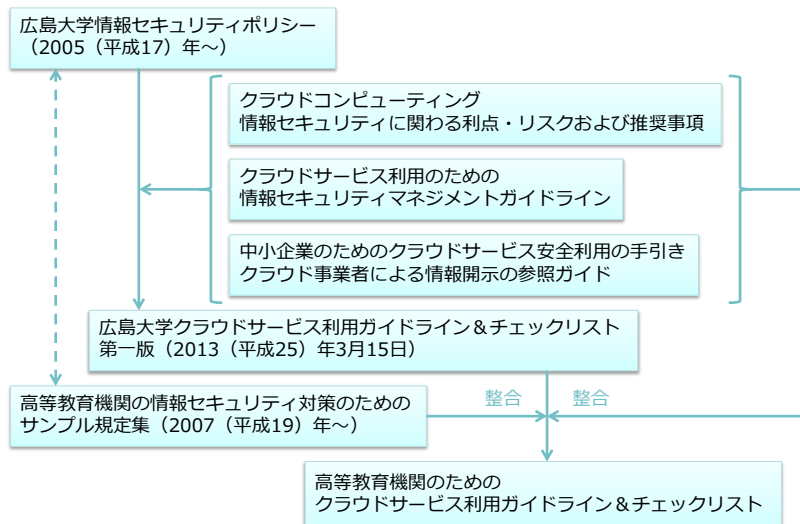 広島大学情報セキュリティポリシー
（2005（平成17）年～）
クラウドコンピューティング
情報セキュリティに関わる利点・リスクおよび推奨事項
クラウドサービス利用のための
情報セキュリティマネジメントガイドライン
中小企業のためのクラウドサービス安全利用の手引き
クラウド事業者による情報開示の参照ガイド
広島大学クラウドサービス利用ガイドライン＆チェックリスト
第一版（2013（平成25）年3月15日）
高等教育機関の情報セキュリティ対策のための
サンプル規定集（2007（平成19）年～）
整合
整合
高等教育機関のための
クラウドサービス利用ガイドライン＆チェックリスト